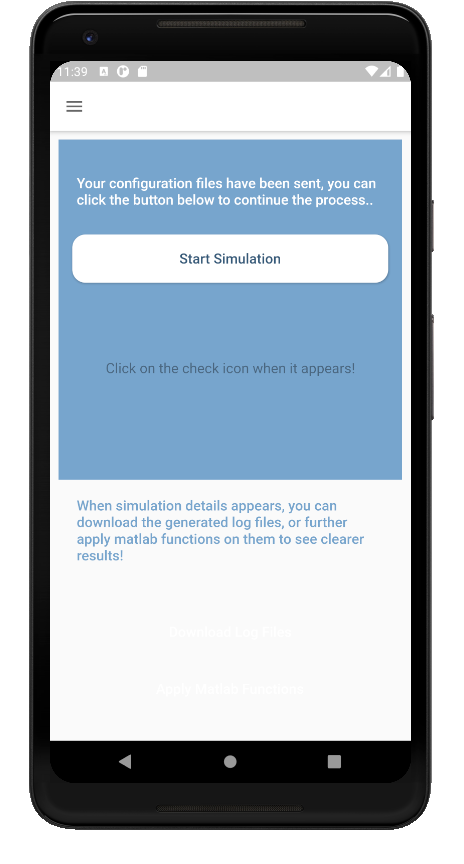 11:39
Your configuration files have been sent, you can
click the button below to continue the process..
Start Simulation
Click on the check icon when it appears!
When simulation details appears, you can
download the generated log files, or further
apply matlab functions on them to see clearer
results!
Download Log Files
Apply Matlab Functions